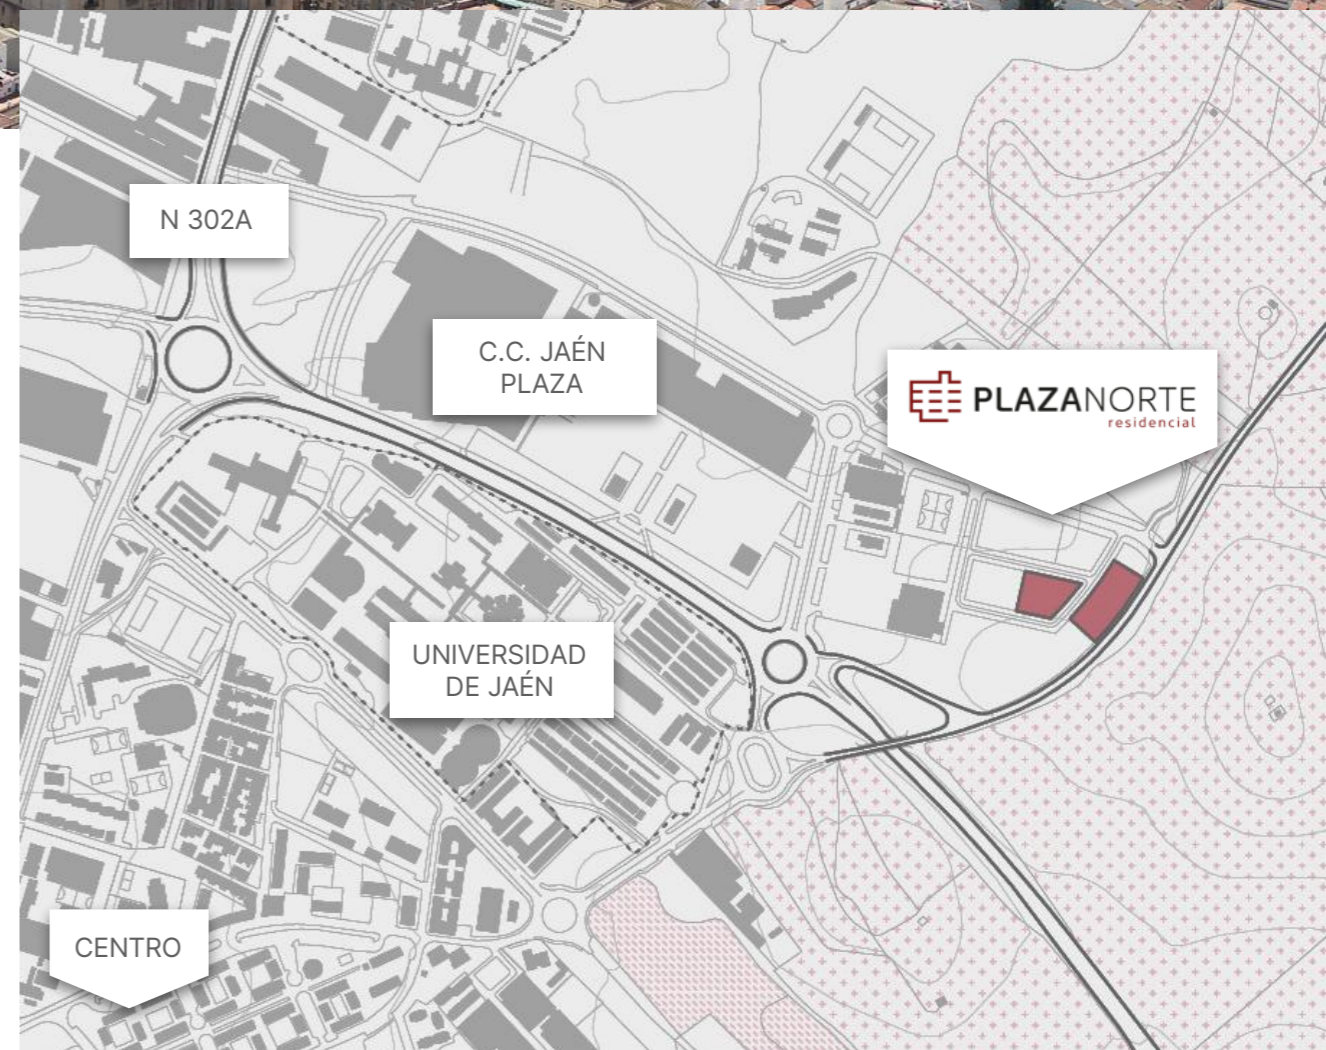 N 302A
C.C. JAÉN
PLAZA
PLAZANORTE
residencial
UNIVERSIDAD
DE JAÉN
CENTRO